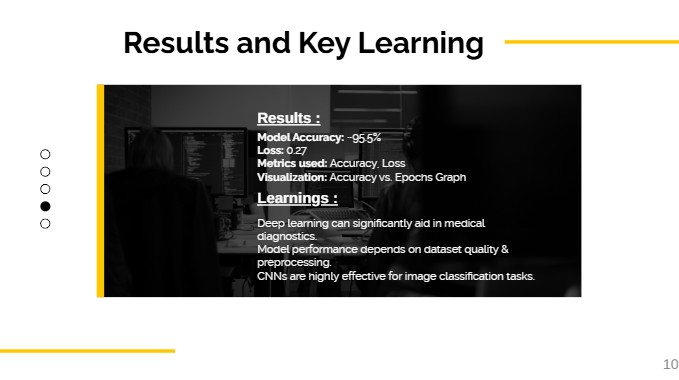 Results and Key Learning
Results :
Model Accuracy: ~95.5%
Loss: 0.27
Metrics used: Accuracy, Loss
Visualization: Accuracy vs. Epochs Graph
Learnings :
Deep learning can significantly aid in medical
diagnostics.
Model performance depends on dataset quality &
preprocessing.
CNNs are highly effective for image classification tasks.
10